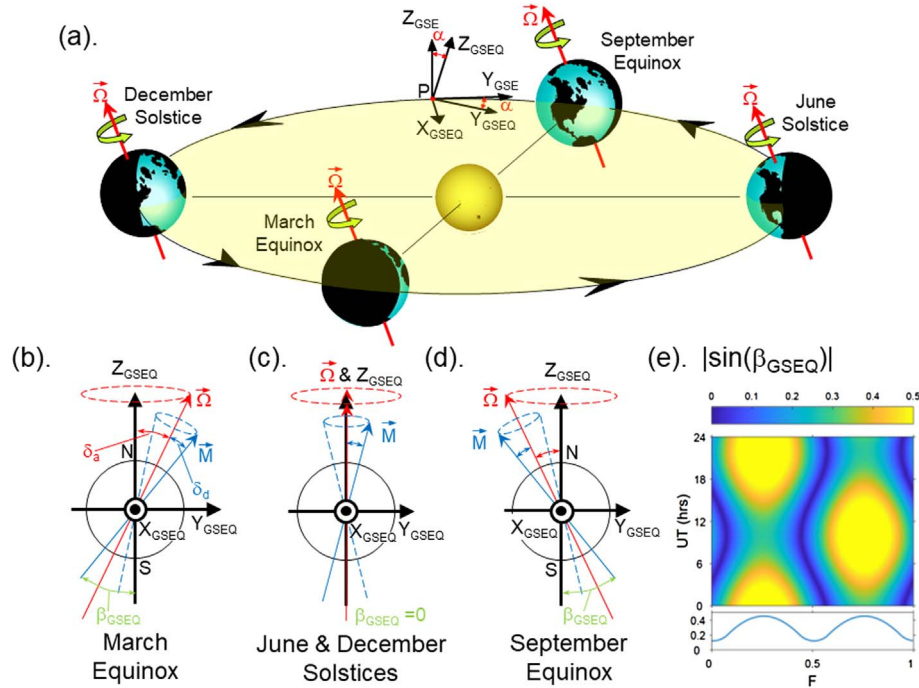 (a).
Z_GSE
α
Z_GSEQ
Y_GSE
P
α
X_GSEQ
Y_GSEQ
Ω⃗
September
Equinox
Ω⃗
December
Solstice
Ω⃗
June
Solstice
Ω⃗
March
Equinox
(b).
Z_GSEQ
Ω⃗
δ_a
N
M⃗
δ_d
X_GSEQ
Y_GSEQ
S
β_GSEQ
March
Equinox
(c).
Ω⃗ & Z_GSEQ
M⃗
X_GSEQ
Y_GSEQ
β_GSEQ =0
June & December
Solstices
(d).
Z_GSEQ
Ω⃗
M⃗
N
X_GSEQ
Y_GSEQ
S
β_GSEQ
September
Equinox
(e). |sin(β_GSEQ)|
0 0.1 0.2 0.3 0.4 0.5
24
18
12
6
0
UT (hrs)
0.4
0.2
0
0 0.5 1
F